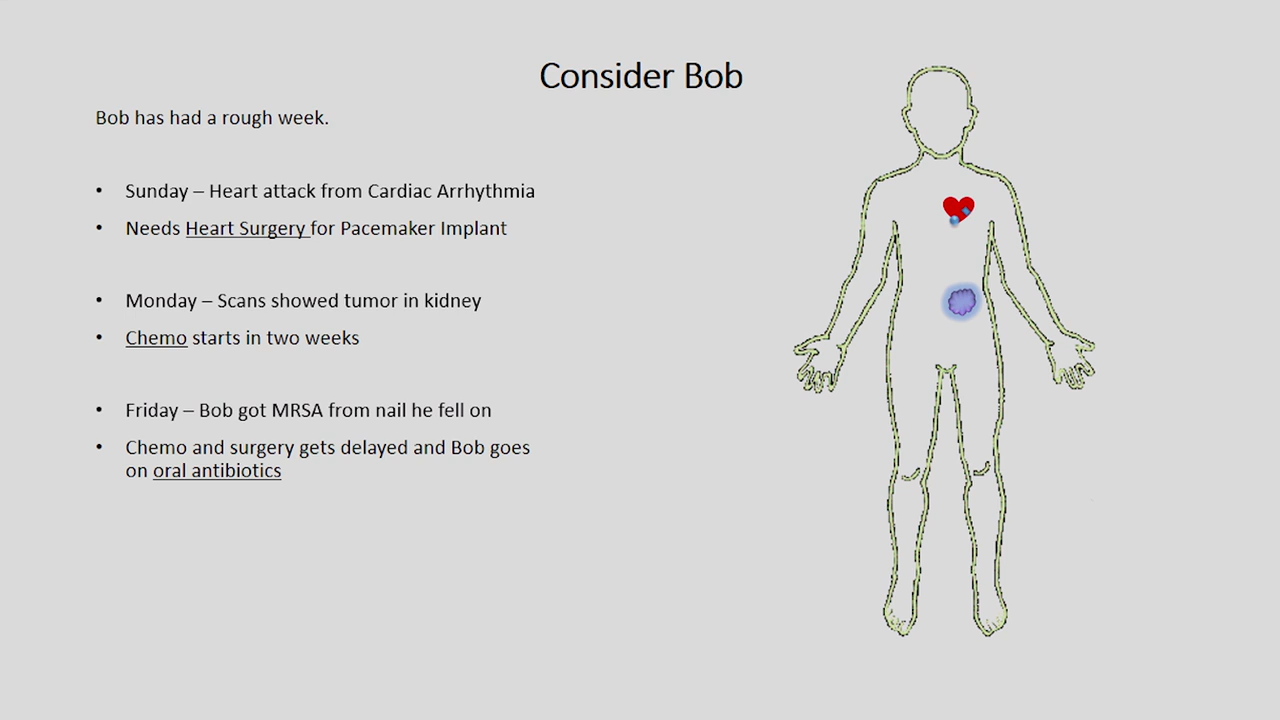 Consider Bob
Bob has had a rough week.
• Sunday – Heart attack from Cardiac Arrhythmia
• Needs Heart Surgery for Pacemaker Implant
• Monday – Scans showed tumor in kidney
• Chemo starts in two weeks
• Friday – Bob got MRSA from nail he fell on
• Chemo and surgery gets delayed and Bob goes
on oral antibiotics